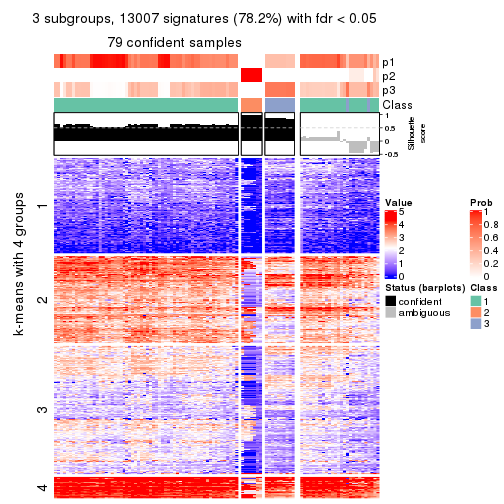 3 subgroups, 13007 signatures (78.2%) with fdr < 0.05
79 confident samples
p1
p2
p3
Class
1
0.5
0
-0.5
Silhouette
score
k-means with 4 groups
1
2
3
4
Value
5
4
3
2
1
0
Prob
1
0.8
0.6
0.4
0.2
0
Status (barplots)
confident
ambiguous
Class
1
2
3